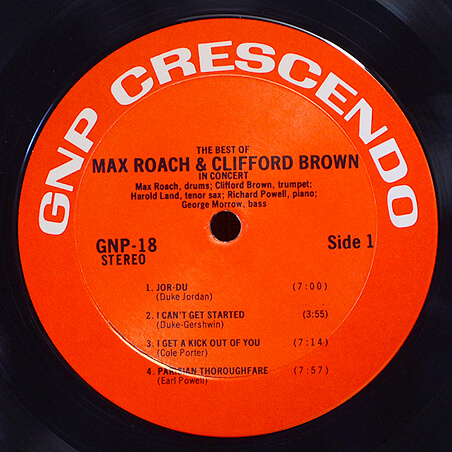 GNP CRESCENDO
THE BEST OF
MAX ROACH & CLIFFORD BROWN
IN CONCERT
Max Roach, drums; Clifford Brown, trumpet;
Harold Land, tenor sax; Richard Powell, piano;
George Morrow, bass
GNP-18 Side 1
STEREO
1. JOR-DU (7:00)
(Duke Jordan)
2. I CAN'T GET STARTED (3:55)
(Duke-Gershwin)
3. I GET A KICK OUT OF YOU (7:14)
(Cole Porter)
4. PARISIAN THOROUGHFARE (7:57)
(Earl Powell)